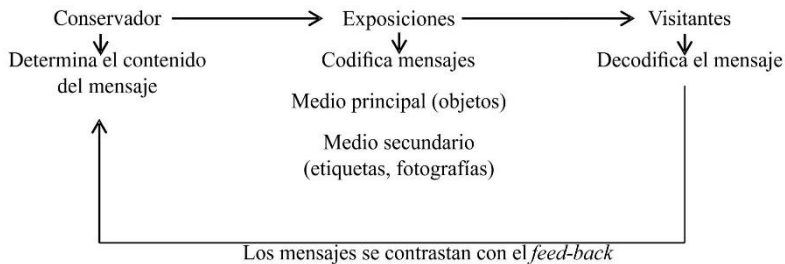 Conservador
Exposiciones
Visitantes
Determina el contenido
del mensaje
Codifica mensajes
Decodifica el mensaje
Medio principal (objetos)
Medio secundario
(etiquetas, fotografías)
Los mensajes se contrastan con el feed-back